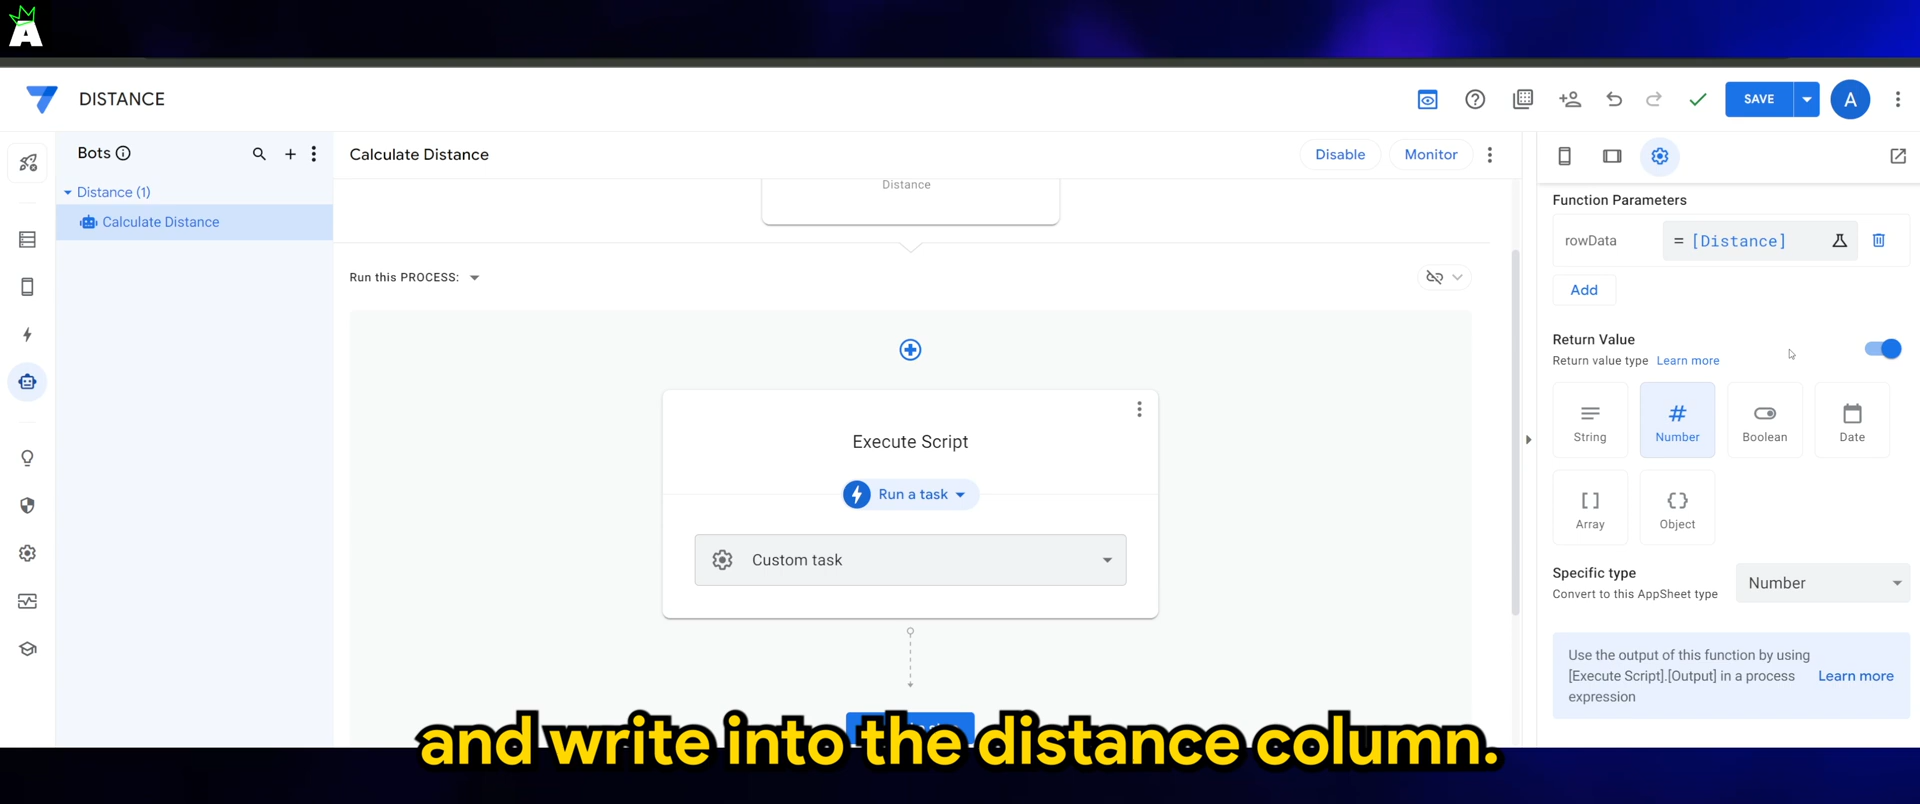 A
DISTANCE
SAVE
A
Bots
Distance (1)
Calculate Distance
Calculate Distance
Disable
Monitor
Distance
Run this PROCESS:
Execute Script
Run a task
Custom task
Function Parameters
rowData
= [Distance]
Add
Return Value
Return value type Learn more
String
Number
Boolean
Date
Array
Object
Specific type
Convert to this AppSheet type
Number
Use the output of this function by using
[Execute Script].[Output] in a process
expression
Learn more
and write into the distance column.